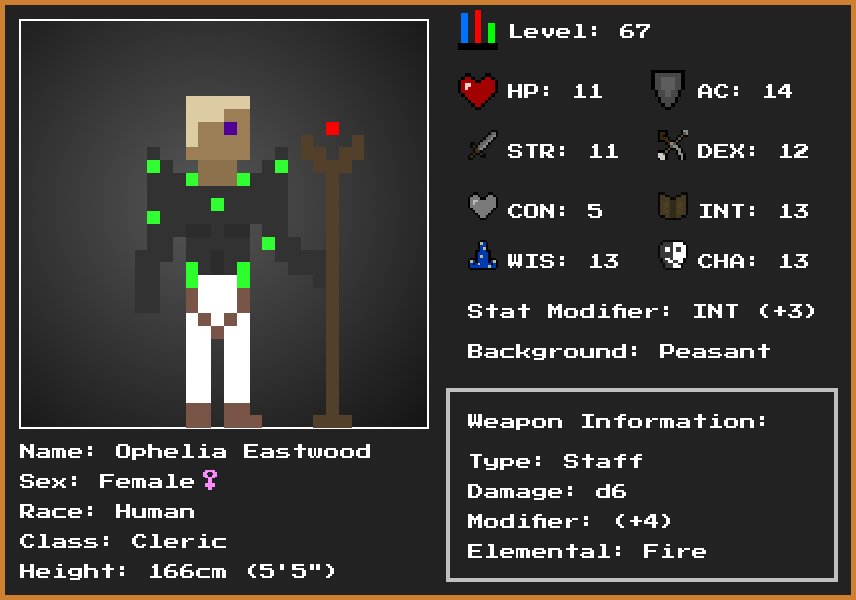 Level: 67
HP: 11
AC: 14
STR: 11
DEX: 12
CON: 5
INT: 13
WIS: 13
CHA: 13
Stat Modifier: INT (+3)
Background: Peasant
Weapon Information:
Type: Staff
Damage: d6
Modifier: (+4)
Elemental: Fire
Name: Ophelia Eastwood
Sex: Female♀
Race: Human
Class: Cleric
Height: 166cm (5'5")